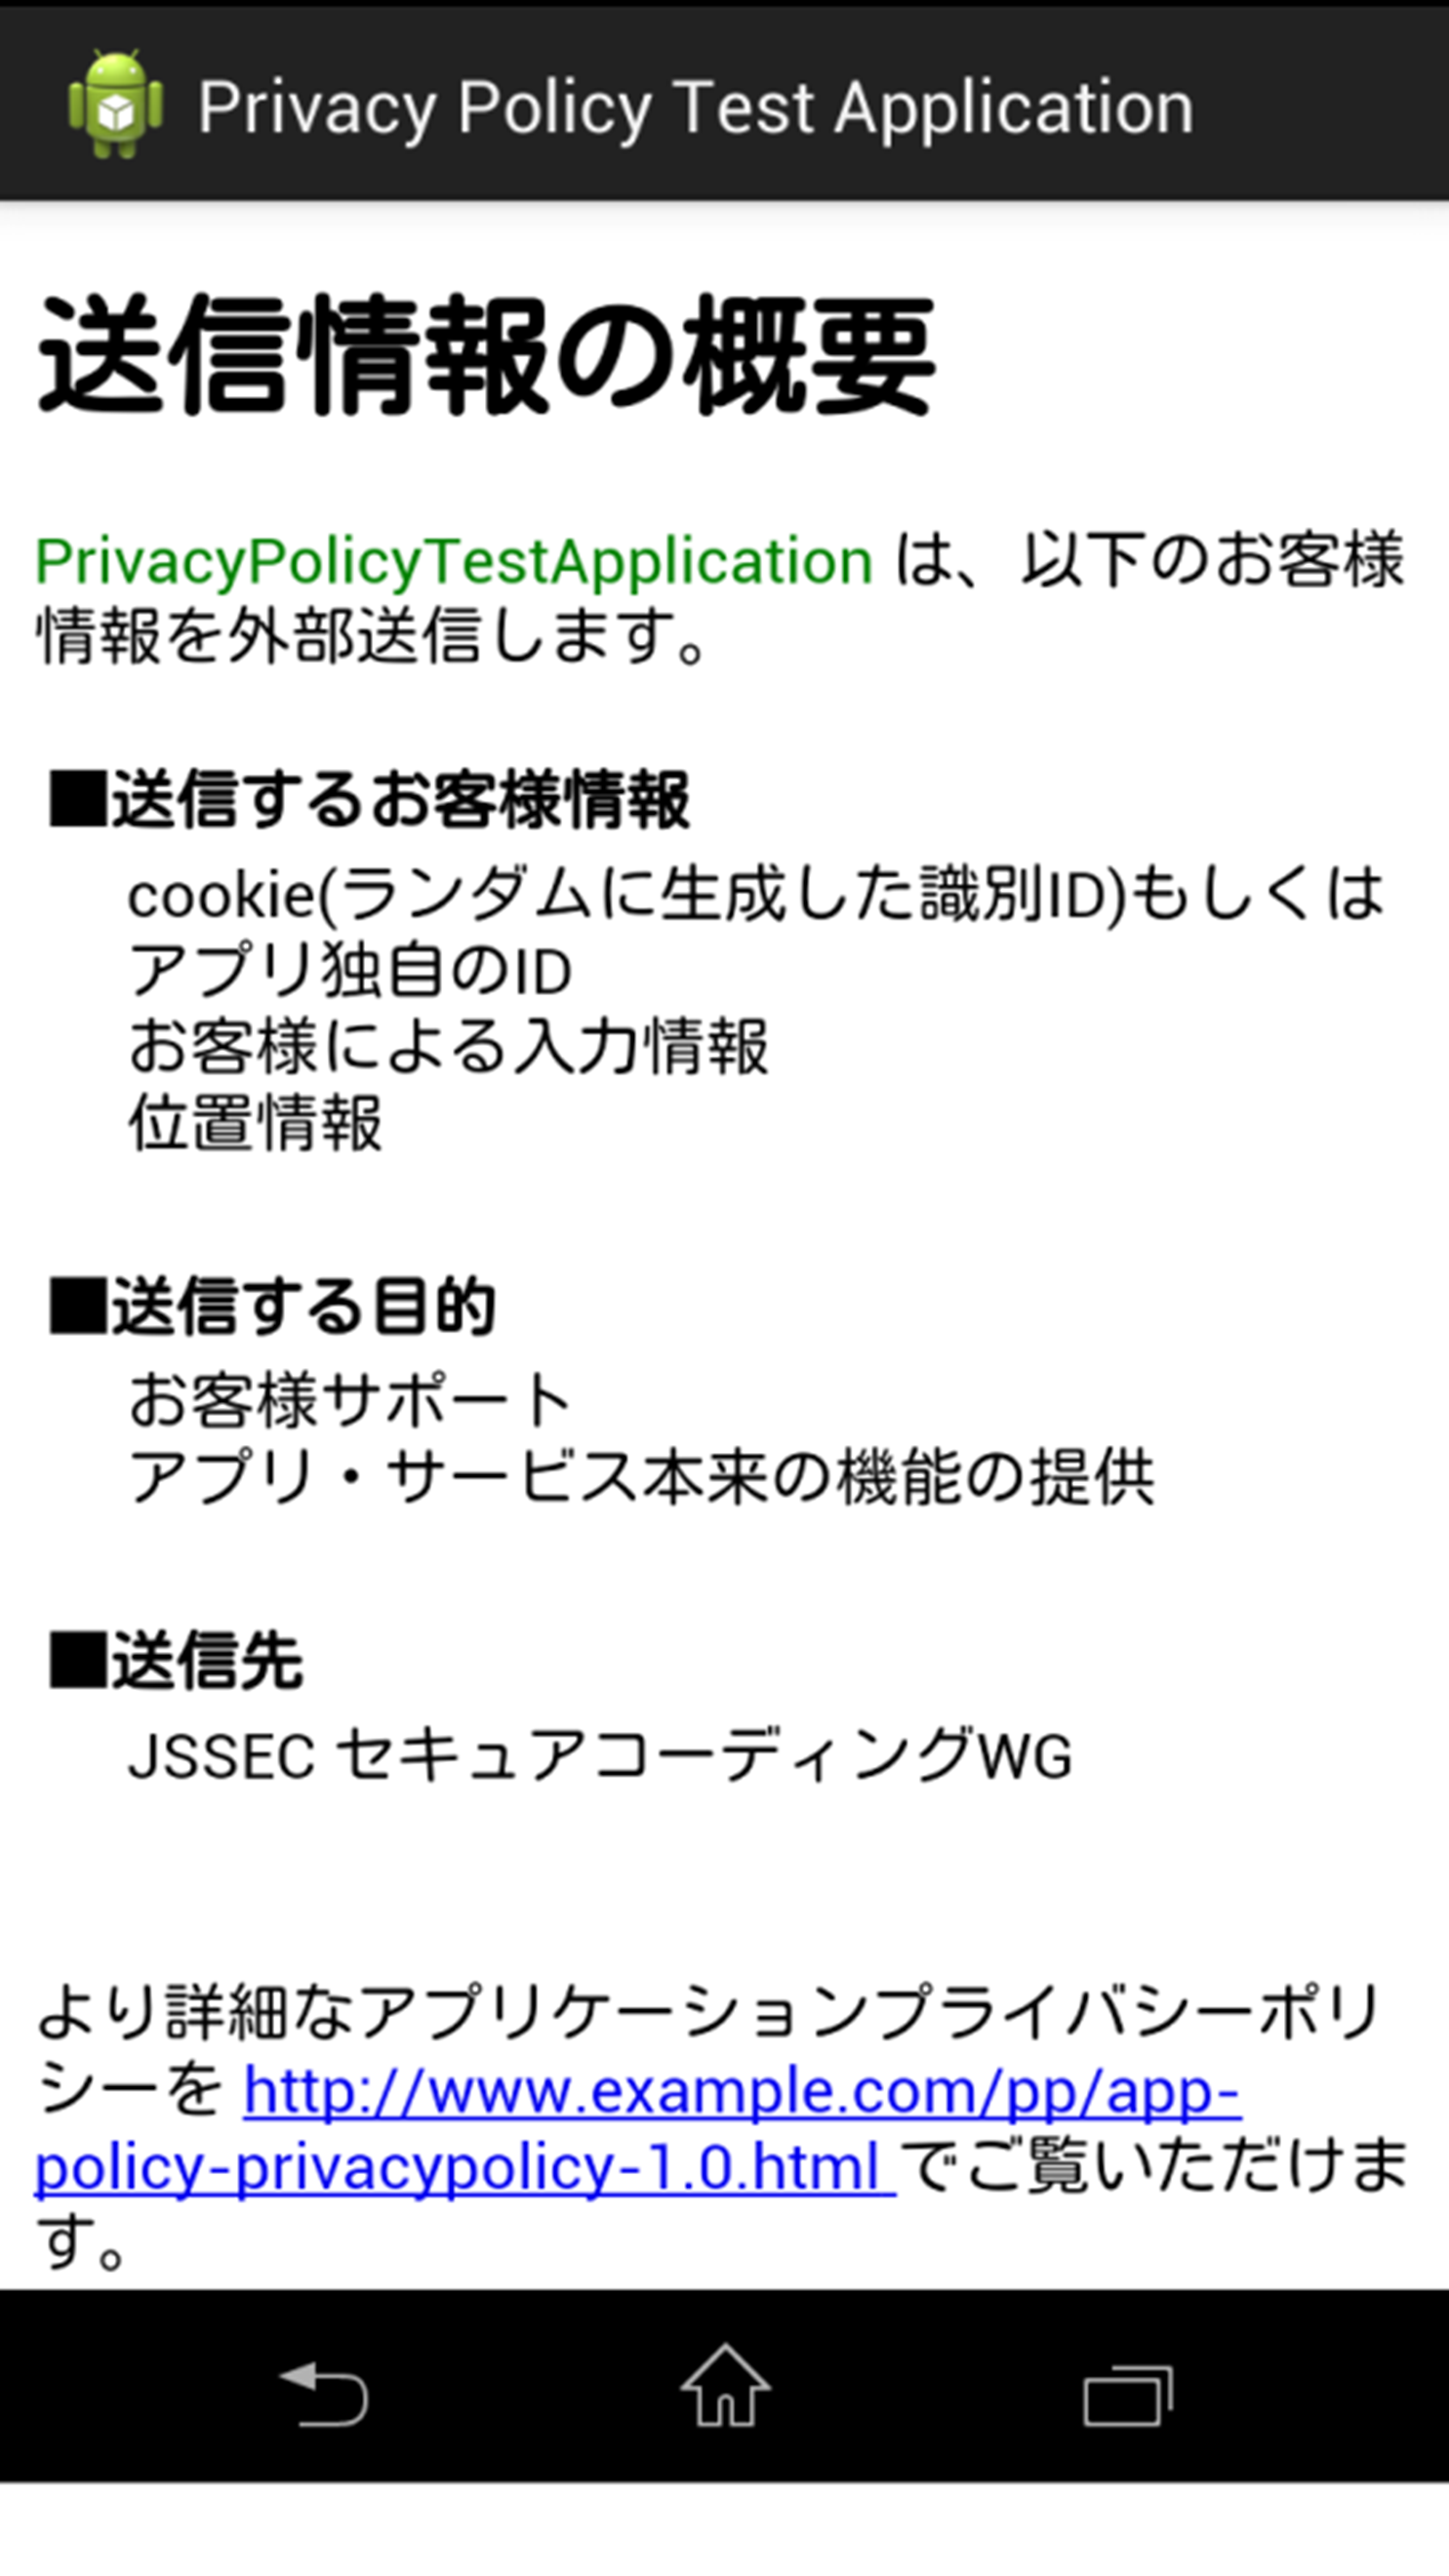 Privacy Policy Test Application
送信情報の概要
PrivacyPolicyTestApplication は、以下のお客様
情報を外部送信します。
■送信するお客様情報
cookie(ランダムに生成した識別ID)もしくは
アプリ独自のID
お客様による入力情報
位置情報
■送信する目的
お客様サポート
アプリ・サービス本来の機能の提供
■送信先
JSSEC セキュアコーディングWG
より詳細なアプリケーションプライバシーポリ
シーを http://www.example.com/pp/app-
policy-privacypolicy-1.0.html でご覧いただけま
す。